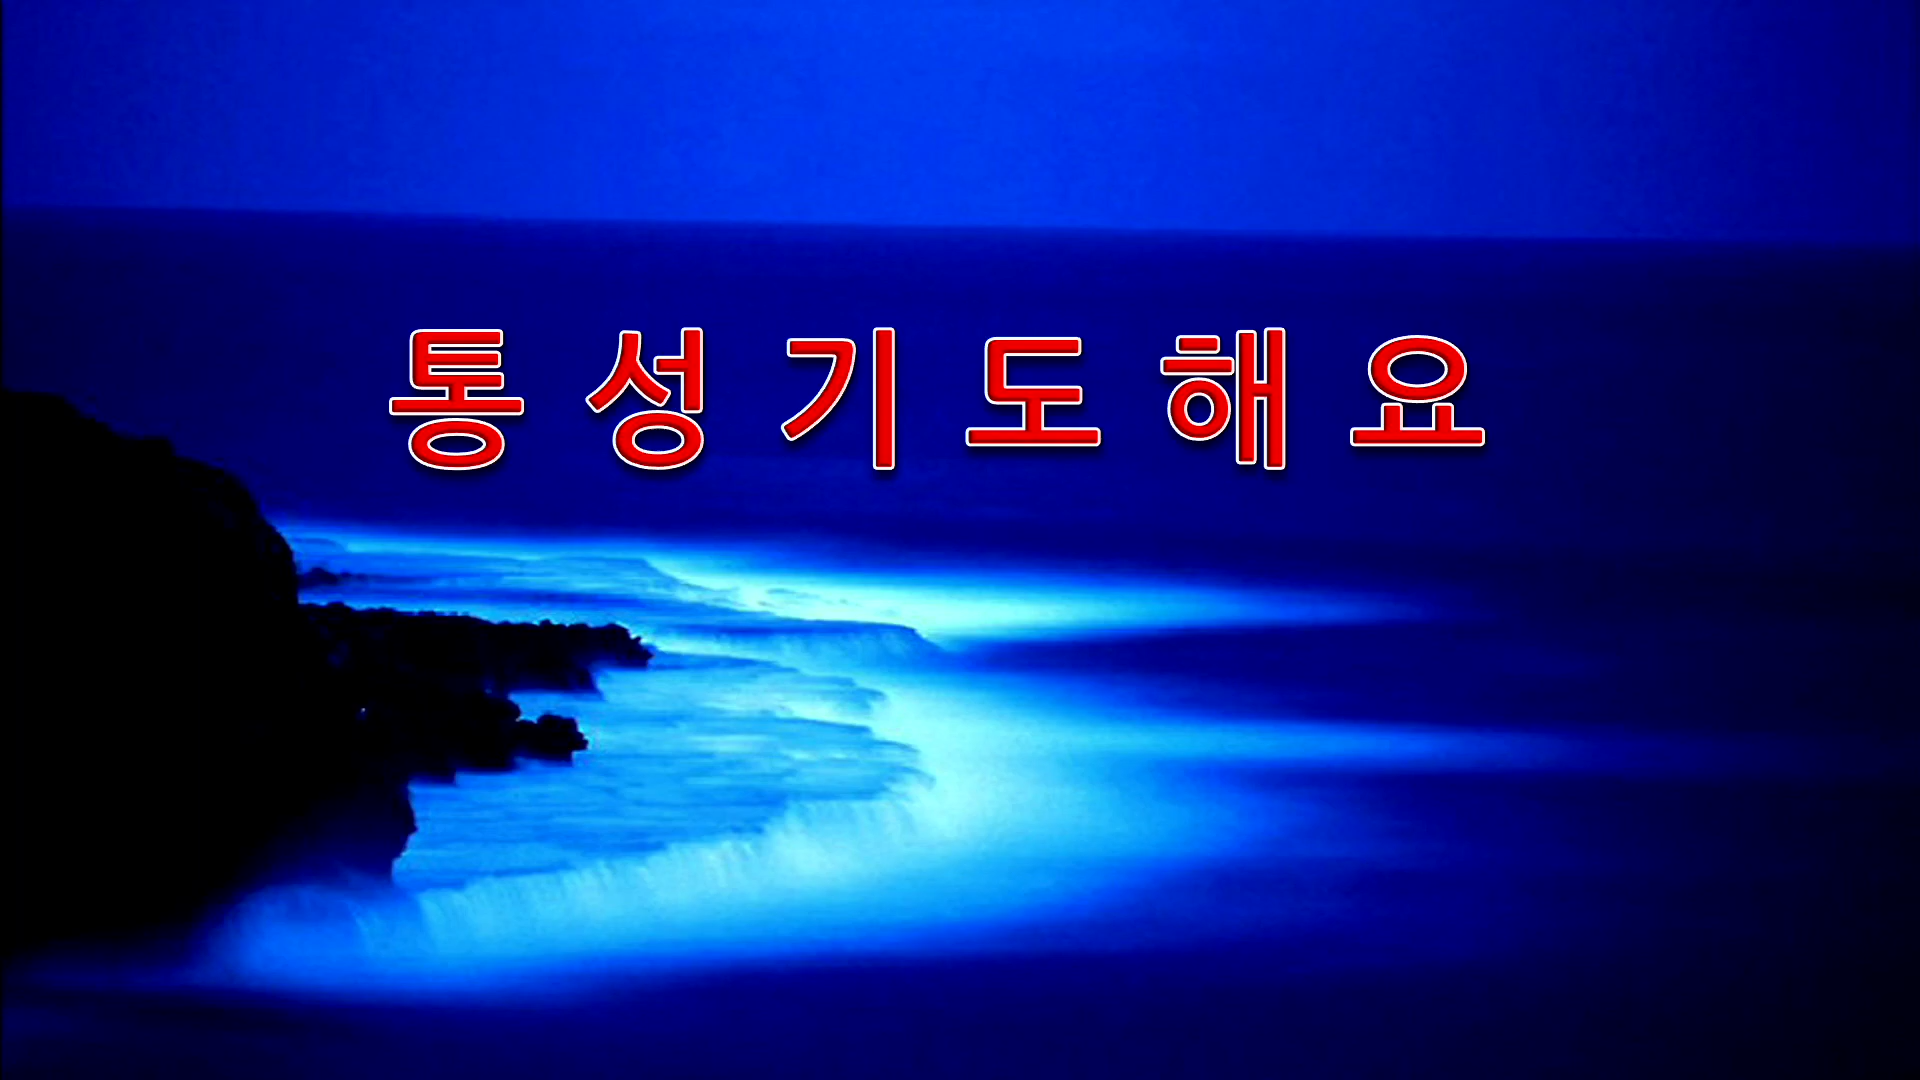 통 성 기 도 해 요